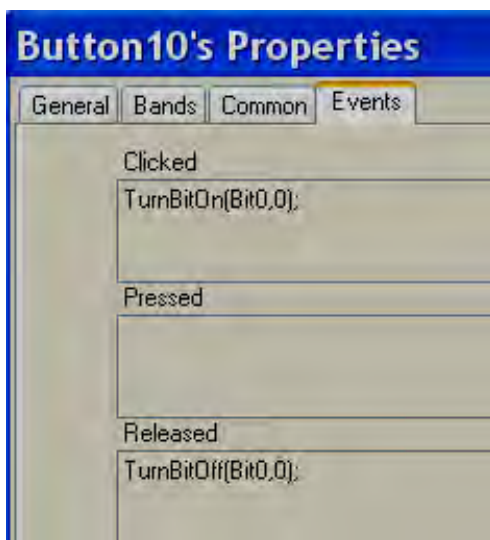 Button10's Properties
General Bands Common Events
Clicked
TurnBitOn(Bit0,0);
Pressed
Released
TurnBitOff(Bit0,0);